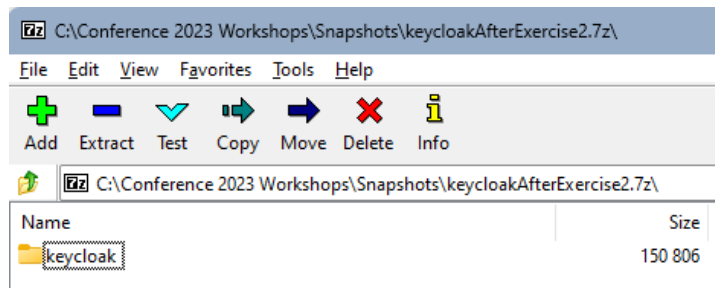 7z C:\Conference 2023 Workshops\Snapshots\keycloakAfterExercise2.7z\
File Edit View Favorites Tools Help
Add Extract Test Copy Move Delete Info
7z C:\Conference 2023 Workshops\Snapshots\keycloakAfterExercise2.7z\
Name Size
keycloak 150 806